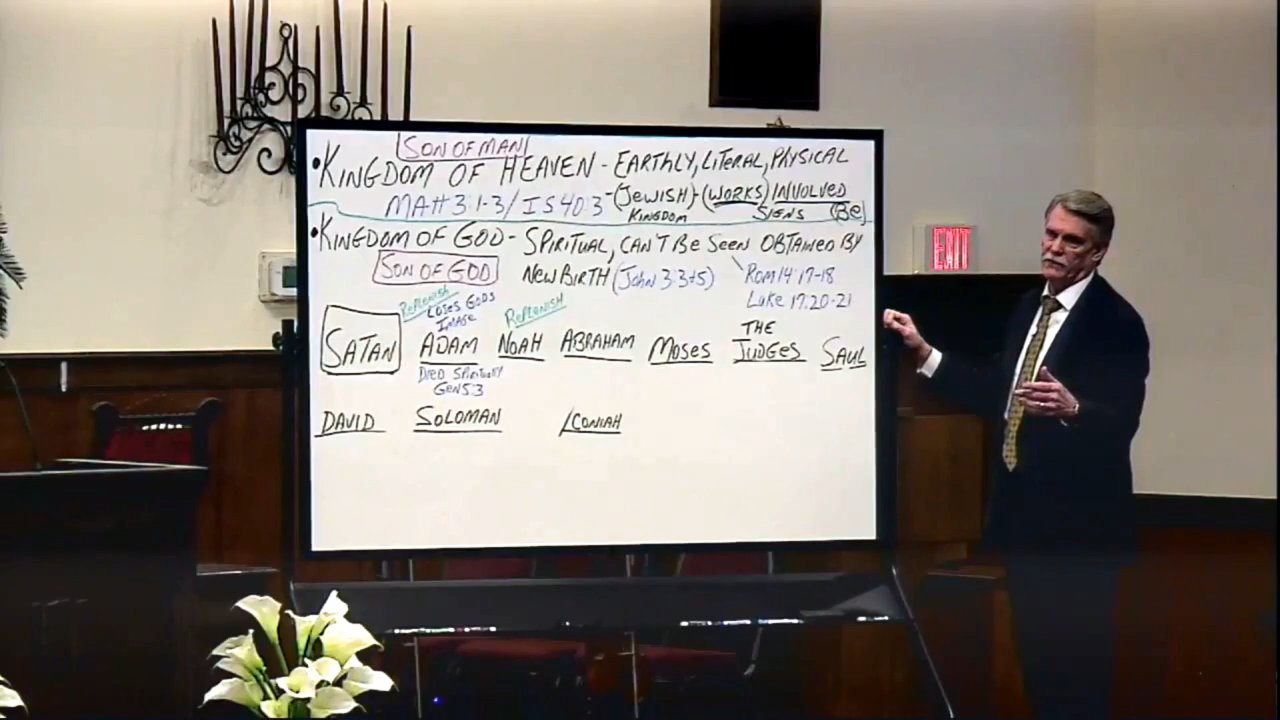 SON OF MAN
• KINGDOM OF HEAVEN - EARTHLY, LITERAL, PHYSICAL
MATT 3:1-3 / IS 40:3 - (JEWISH) - (WORKS) INVOLVED
KINGDOM SIGNS (Be)
• KINGDOM OF GOD - SPIRITUAL, CAN'T BE SEEN OBTAINED BY
SON OF GOD NEW BIRTH (John 3:3+5) Rom 14:17-18
Luke 17:20-21
REPLENISH LOSES GODS IMAGE REPLENISH
SATAN ADAM NOAH ABRAHAM MOSES THE JUDGES SAUL
DIED SPIRITUALLY
GEN 5:3
DAVID SOLOMAN /CONIAH
EXIT